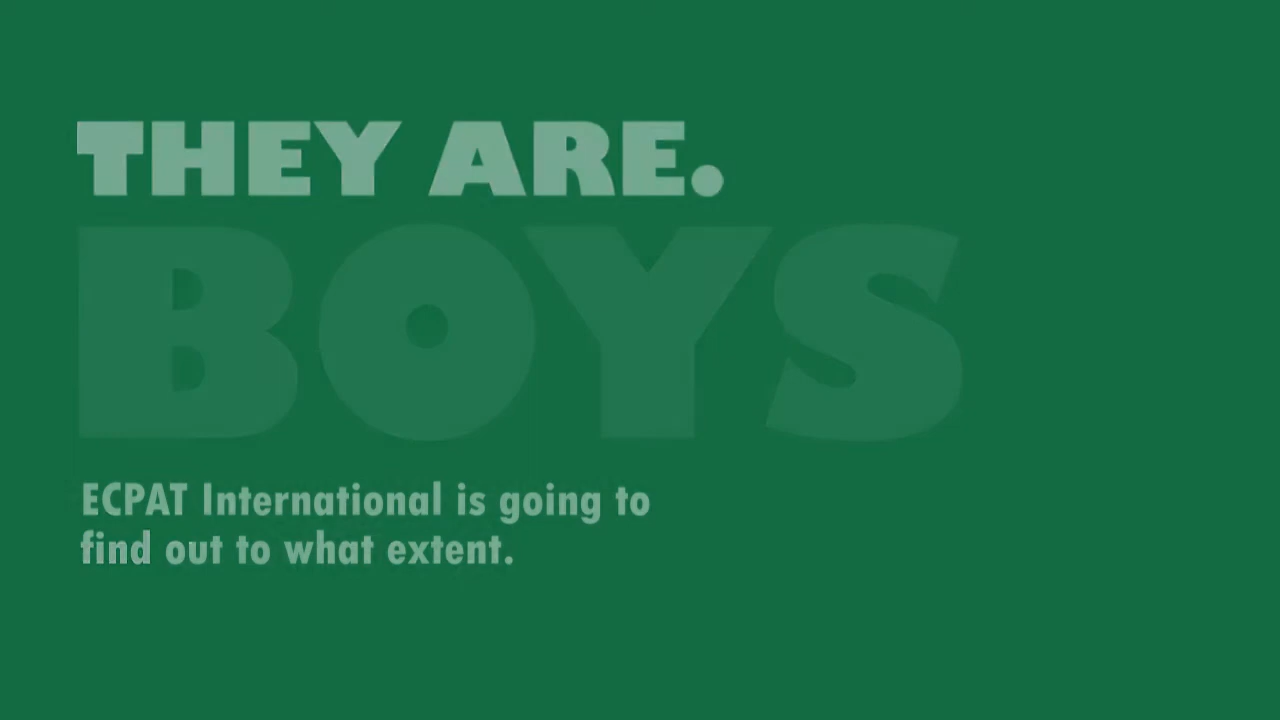 THEY ARE.
BOYS
ECPAT International is going to
find out to what extent.